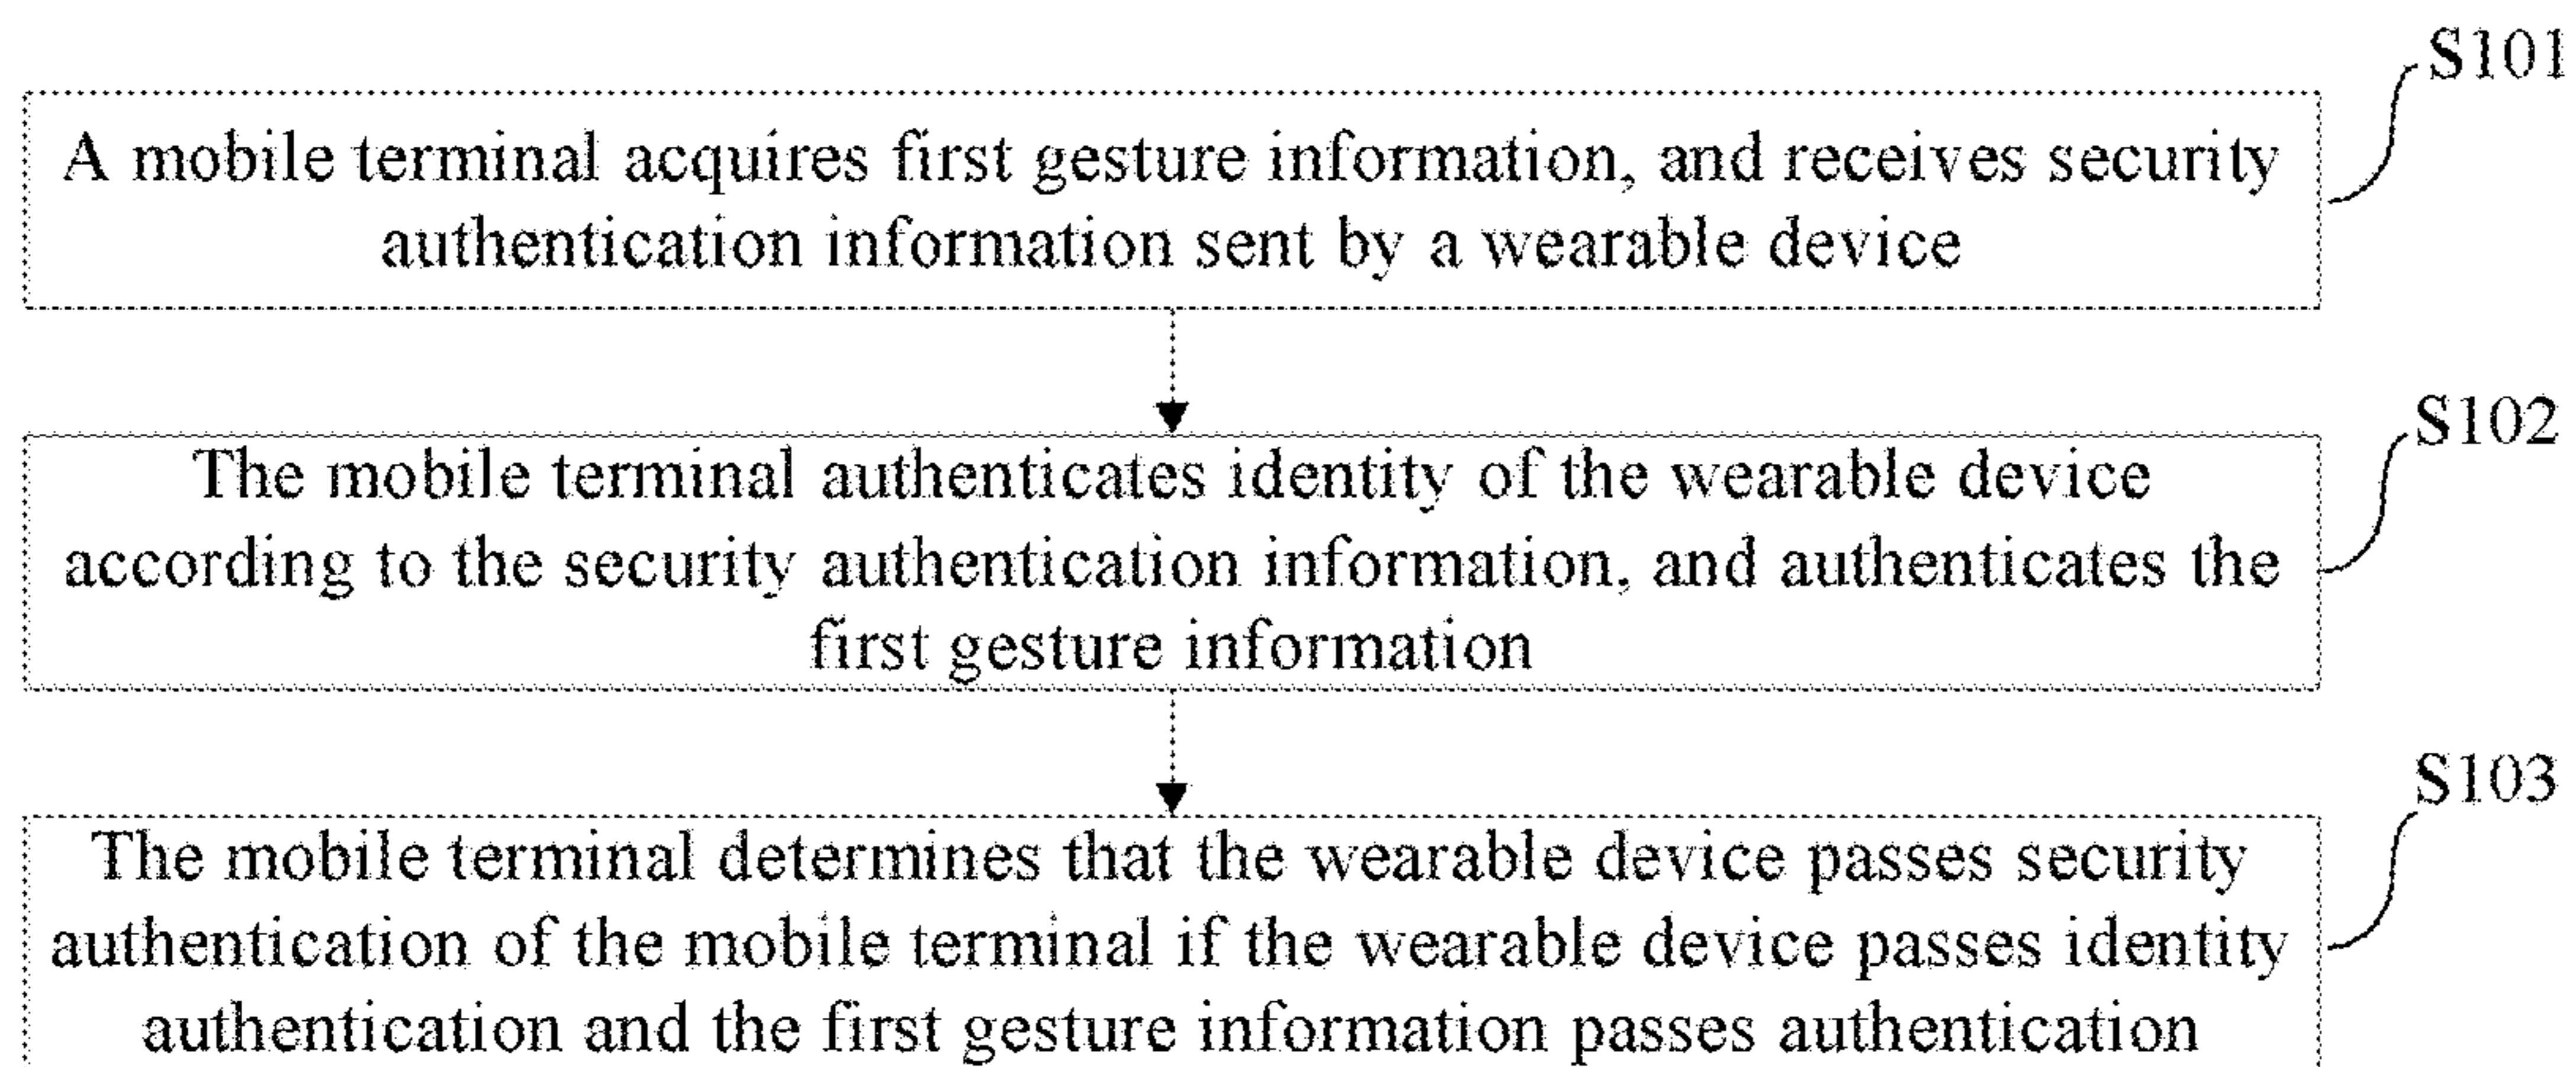 S101
A mobile terminal acquires first gesture information, and receives security
authentication information sent by a wearable device
S102
The mobile terminal authenticates identity of the wearable device
according to the security authentication information, and authenticates the
first gesture information
S103
The mobile terminal determines that the wearable device passes security
authentication of the mobile terminal if the wearable device passes identity
authentication and the first gesture information passes authentication